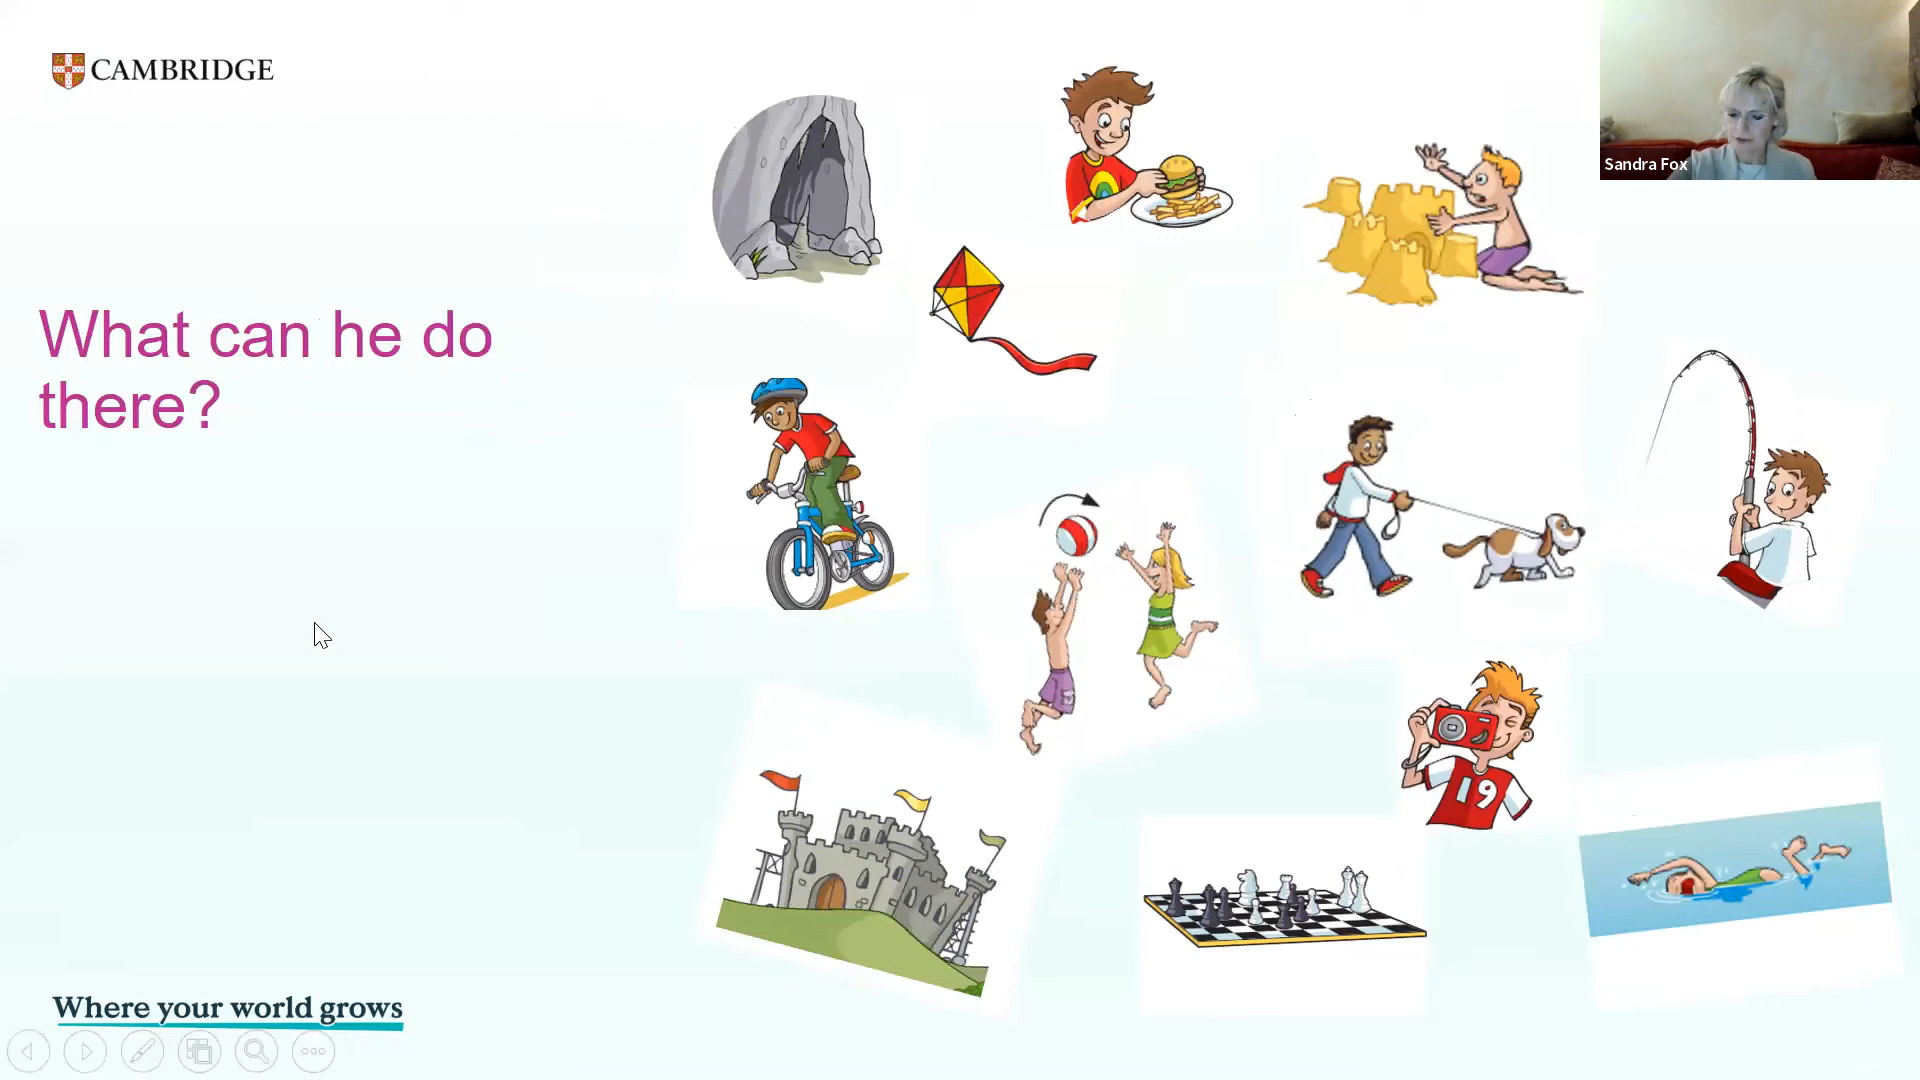 CAMBRIDGE
Sandra Fox
What can he do
there?
19
Where your world grows